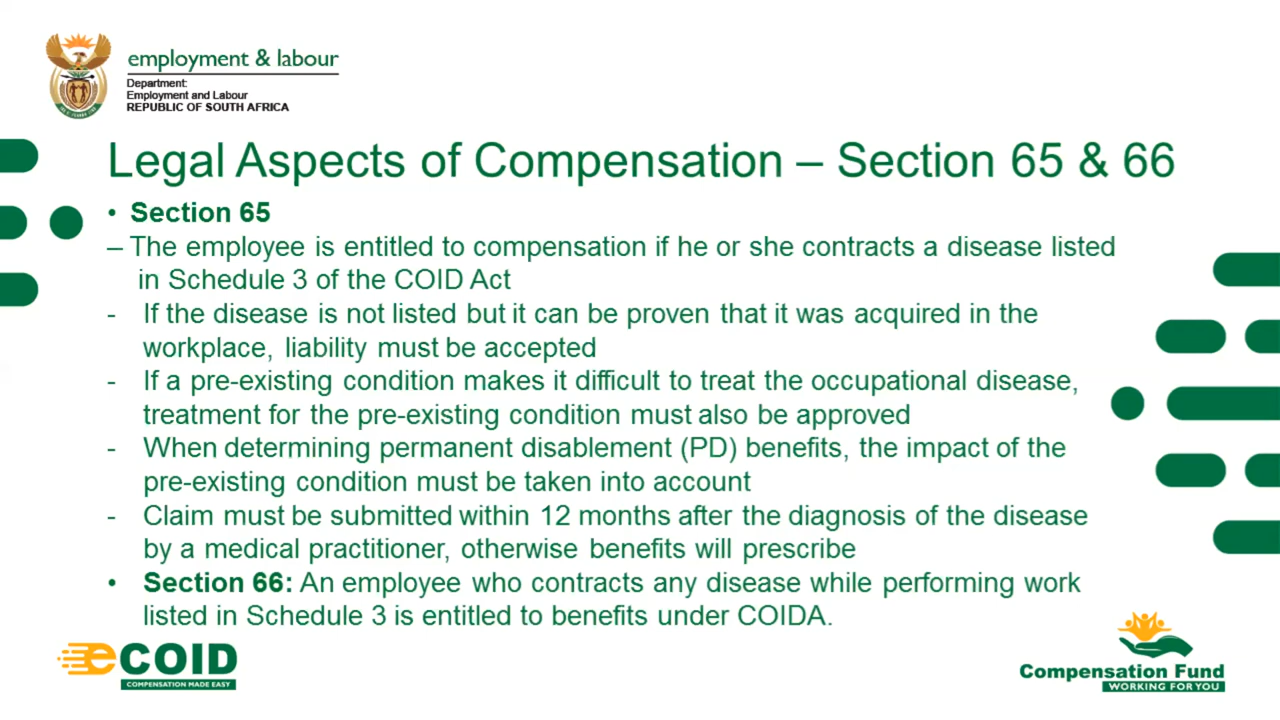 employment & labour
Department:
Employment and Labour
REPUBLIC OF SOUTH AFRICA
Legal Aspects of Compensation – Section 65 & 66
• Section 65
– The employee is entitled to compensation if he or she contracts a disease listed
in Schedule 3 of the COID Act
- If the disease is not listed but it can be proven that it was acquired in the
workplace, liability must be accepted
- If a pre-existing condition makes it difficult to treat the occupational disease,
treatment for the pre-existing condition must also be approved
- When determining permanent disablement (PD) benefits, the impact of the
pre-existing condition must be taken into account
- Claim must be submitted within 12 months after the diagnosis of the disease
by a medical practitioner, otherwise benefits will prescribe
• Section 66: An employee who contracts any disease while performing work
listed in Schedule 3 is entitled to benefits under COIDA.
eCOID
COMPENSATION MADE EASY
Compensation Fund
WORKING FOR YOU